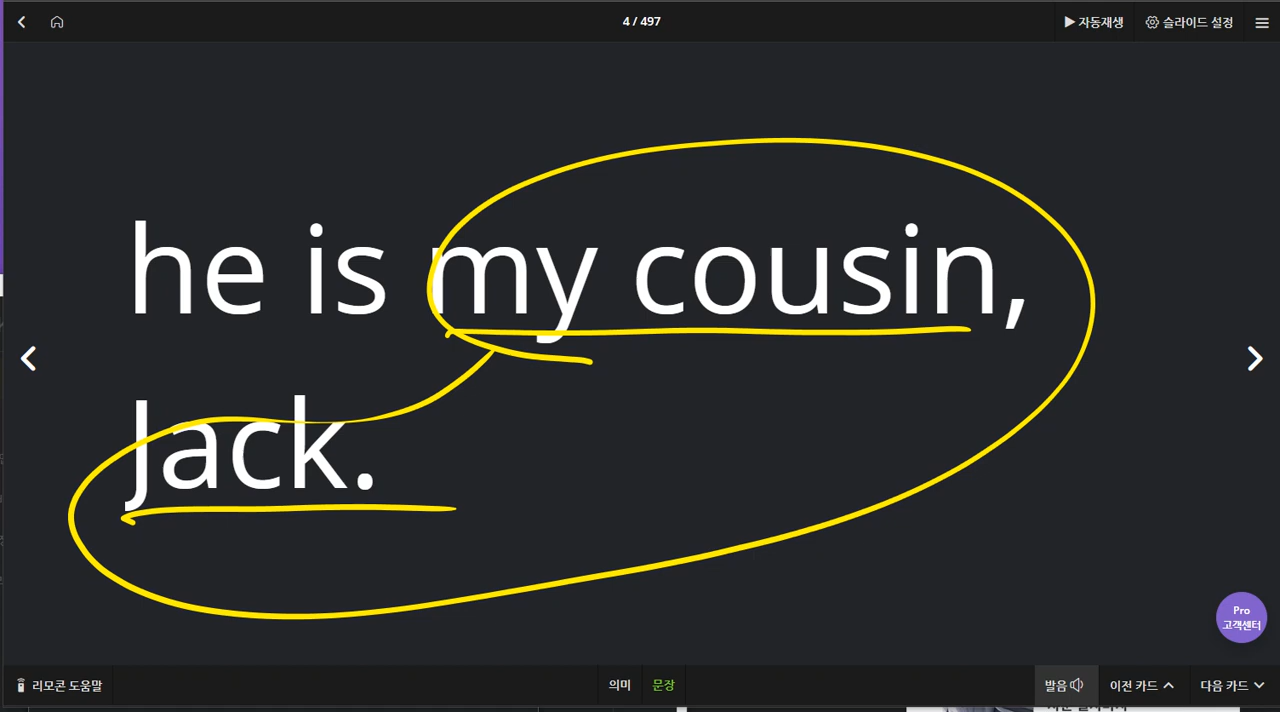 4 / 497
▶ 자동재생
슬라이드 설정
he is my cousin,
Jack.
Pro
고객센터
리모콘 도움말
의미
문장
발음
이전 카드
다음 카드